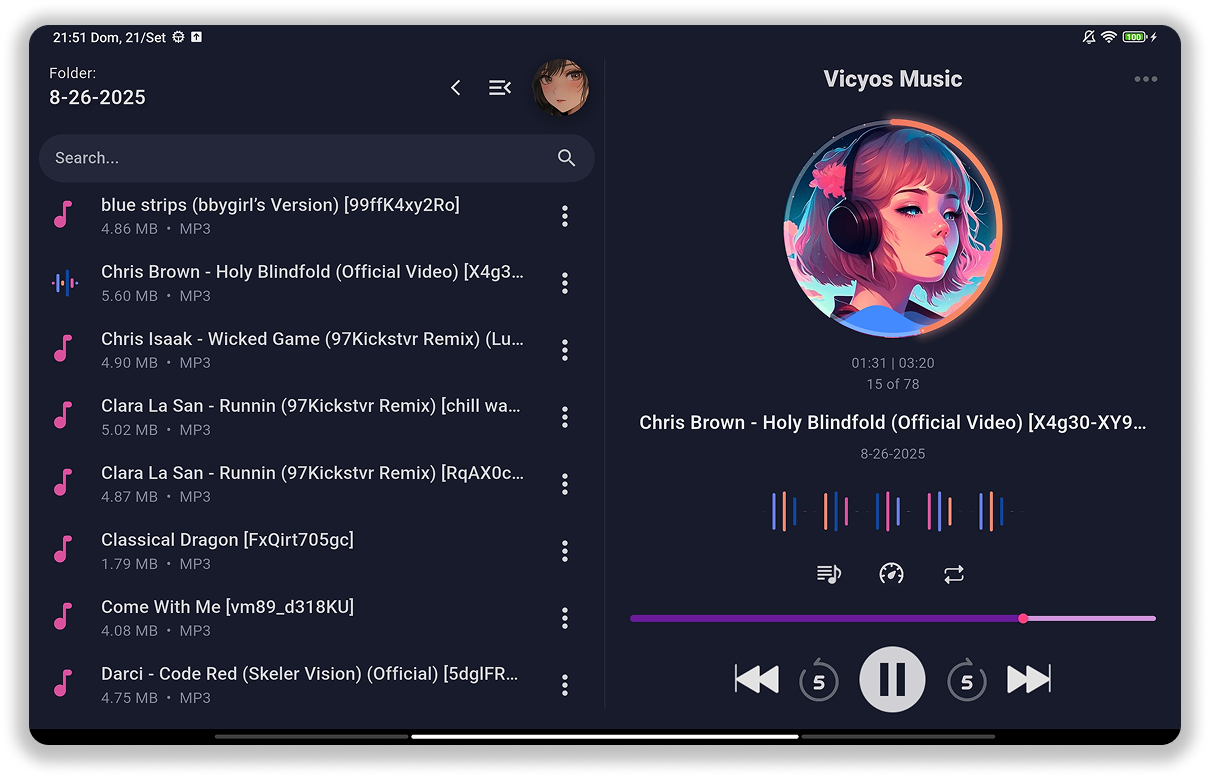 21:51 Dom, 21/Set
100
Folder:
8-26-2025
Search...
blue strips (bbygirl’s Version) [99ffK4xy2Ro]
4.86 MB • MP3
Chris Brown - Holy Blindfold (Official Video) [X4g3...
5.60 MB • MP3
Chris Isaak - Wicked Game (97Kickstvr Remix) (Lu...
4.90 MB • MP3
Clara La San - Runnin (97Kickstvr Remix) [chill wa...
5.02 MB • MP3
Clara La San - Runnin (97Kickstvr Remix) [RqAX0c...
4.87 MB • MP3
Classical Dragon [FxQirt705gc]
1.79 MB • MP3
Come With Me [vm89_d318KU]
4.08 MB • MP3
Darci - Code Red (Skeler Vision) (Official) [5dglFR...
4.75 MB • MP3
Vicyos Music
01:31 | 03:20
15 of 78
Chris Brown - Holy Blindfold (Official Video) [X4g30-XY9...
8-26-2025
5
5